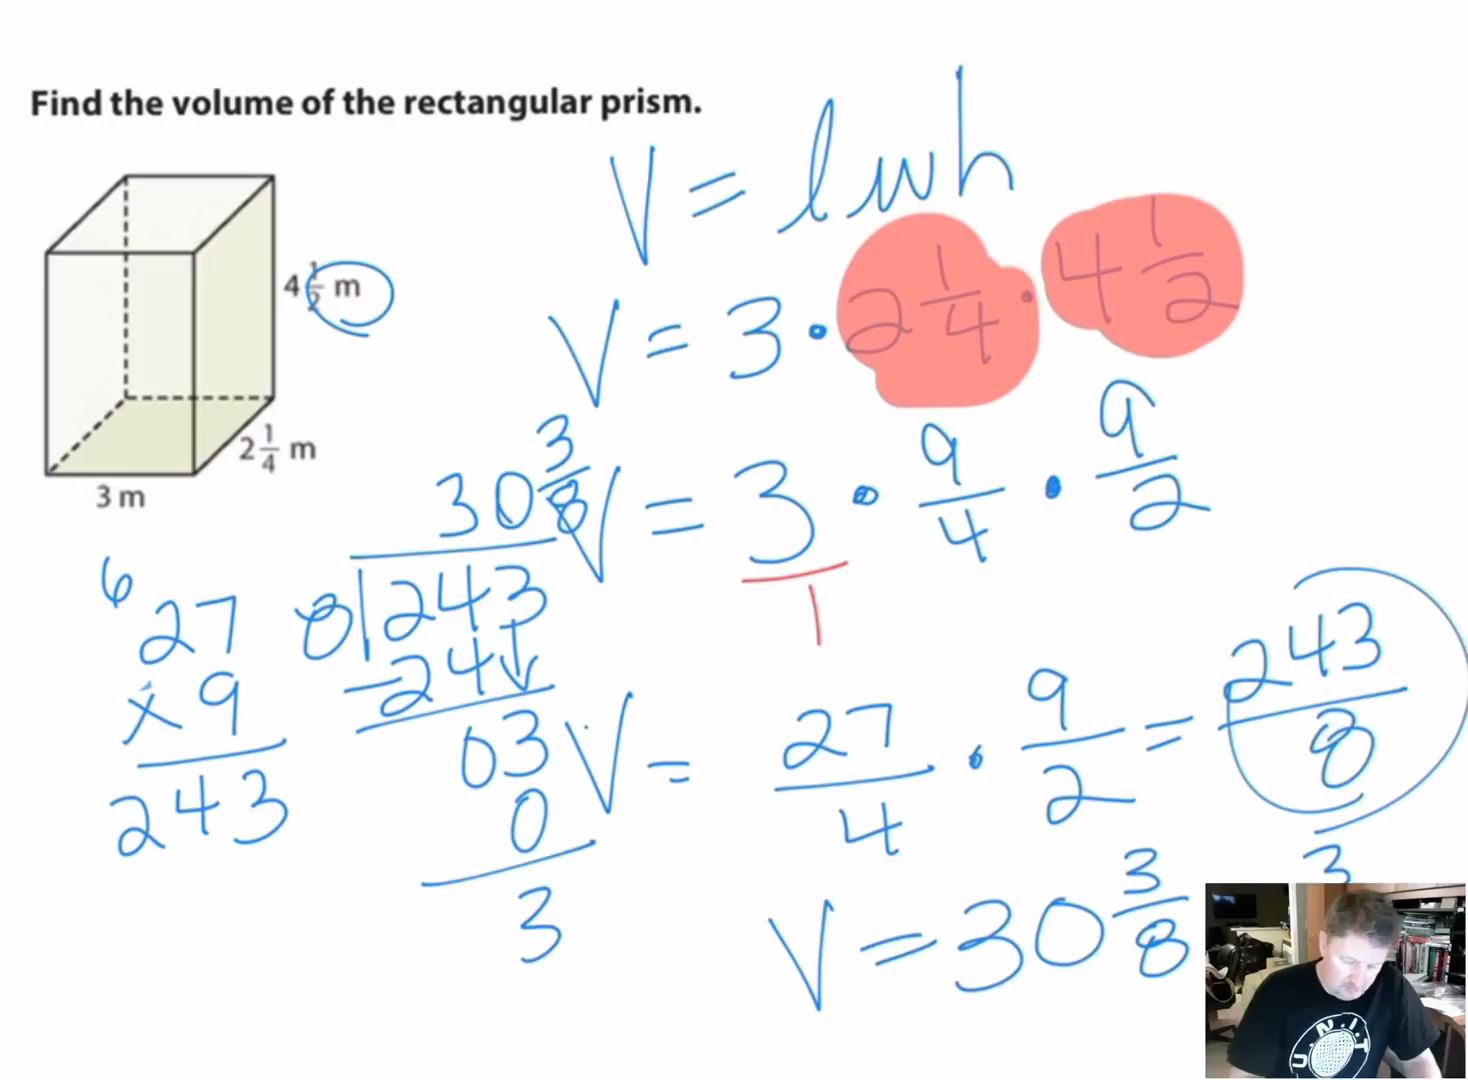 Find the volume of the rectangular prism.
V = lwh
4 1/2 m
V = 3 · 2 1/4 · 4 1/2
2 1/4 m
3 m
V = 3/1 · 9/4 · 9/2
30 3/8
8 243
-24
03
0
3
6
27
x 9
243
V = 27/4 · 9/2 = 243/8
V = 30 3/8
3
U.N.I.T